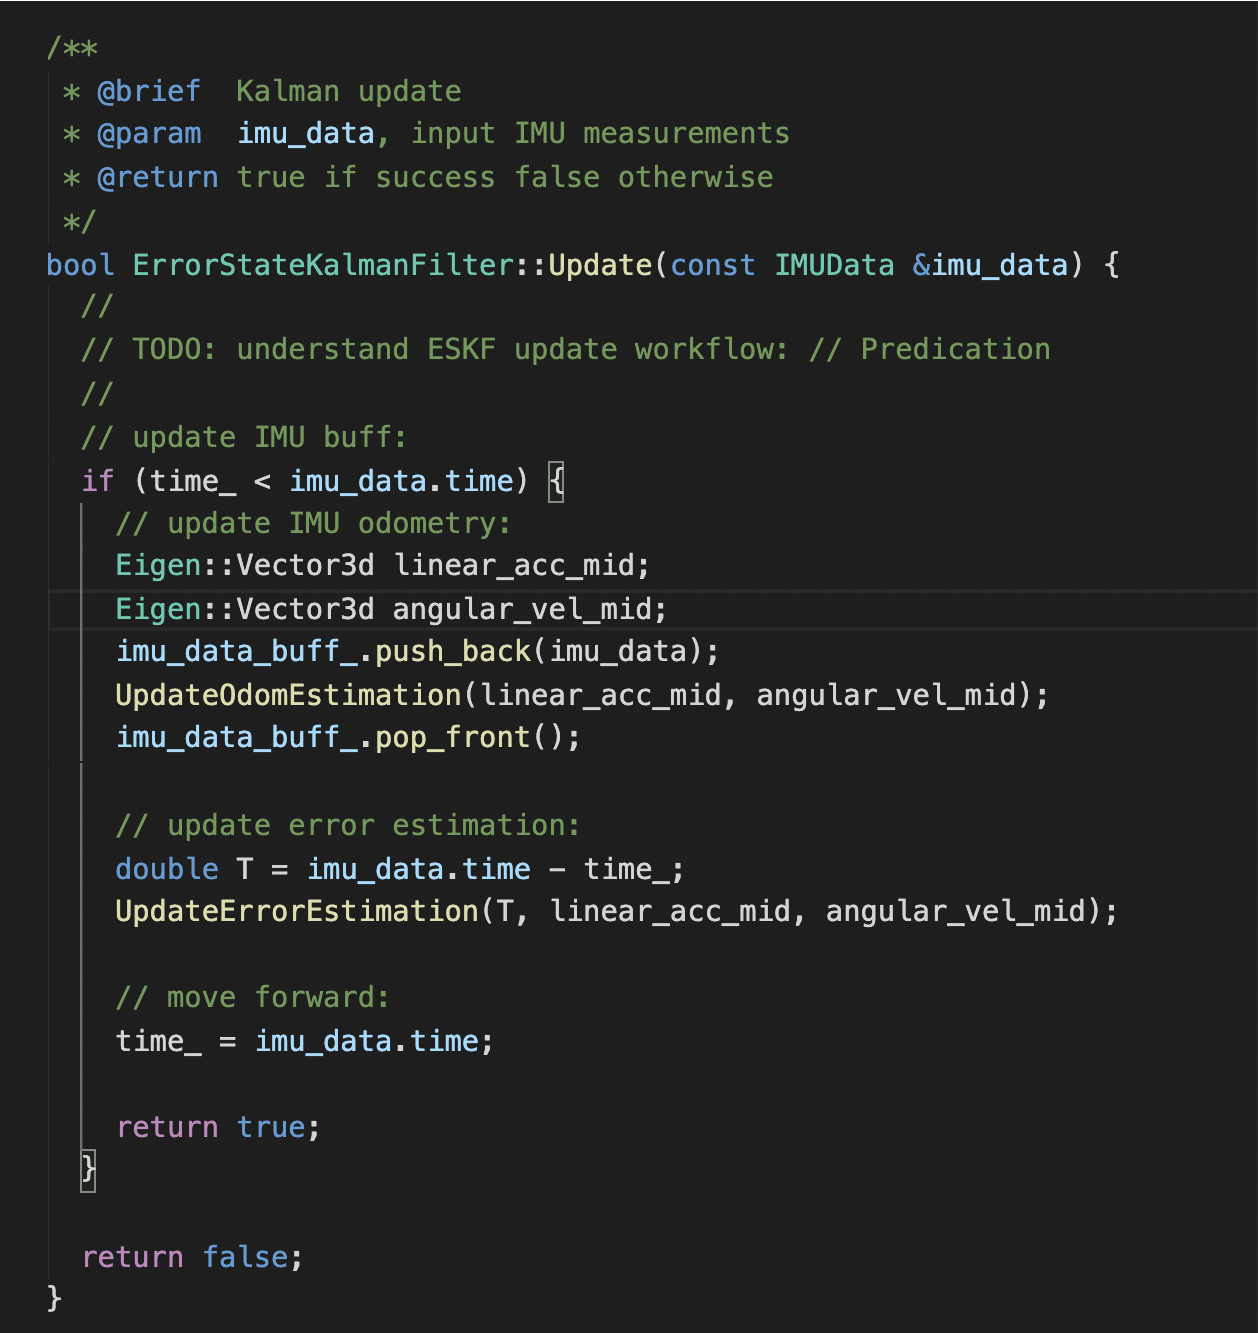 /**
 * @brief  Kalman update
 * @param  imu_data, input IMU measurements
 * @return true if success false otherwise
 */
bool ErrorStateKalmanFilter::Update(const IMUData &imu_data) {
  //
  // TODO: understand ESKF update workflow: // Predication
  //
  // update IMU buff:
  if (time_ < imu_data.time) {
    // update IMU odometry:
    Eigen::Vector3d linear_acc_mid;
    Eigen::Vector3d angular_vel_mid;
    imu_data_buff_.push_back(imu_data);
    UpdateOdomEstimation(linear_acc_mid, angular_vel_mid);
    imu_data_buff_.pop_front();

    // update error estimation:
    double T = imu_data.time - time_;
    UpdateErrorEstimation(T, linear_acc_mid, angular_vel_mid);

    // move forward:
    time_ = imu_data.time;

    return true;
  }

  return false;
}